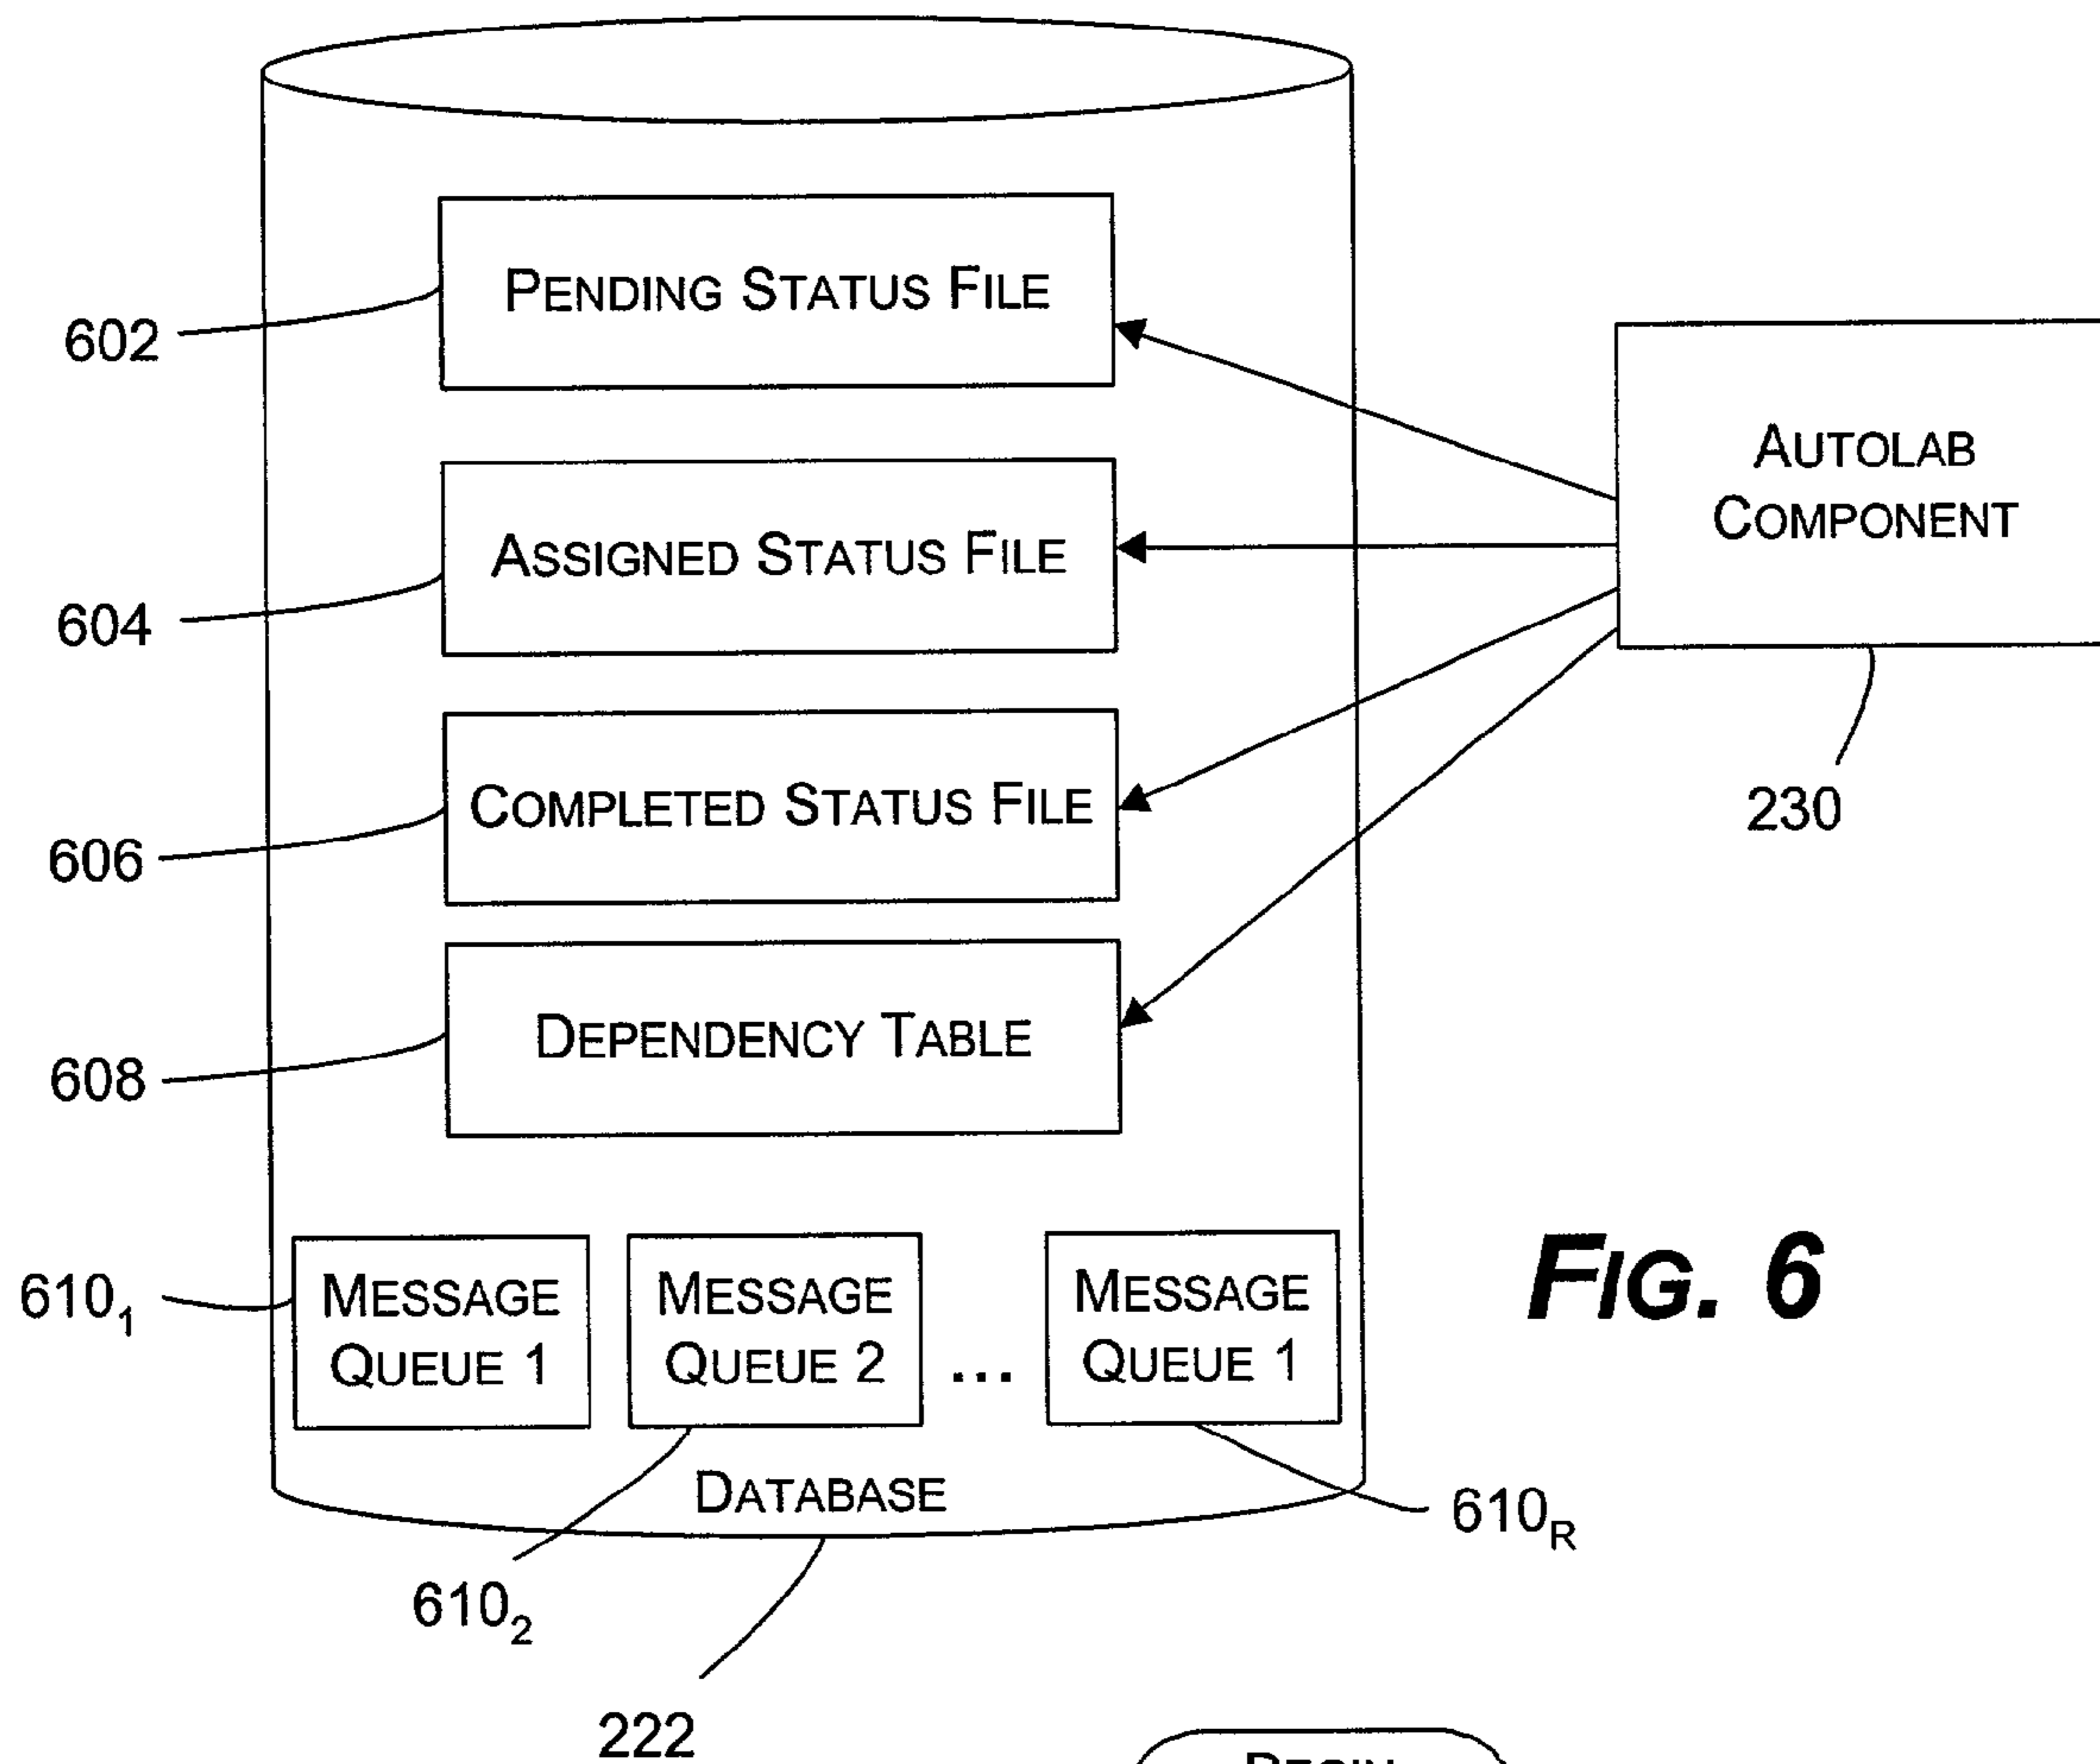 PENDING STATUS FILE
602
AUTOLAB
COMPONENT
ASSIGNED STATUS FILE
604
230
COMPLETED STATUS FILE
606
DEPENDENCY TABLE
608
FIG. 6
610₁
MESSAGE
QUEUE 1
MESSAGE
QUEUE 2
...
MESSAGE
QUEUE 1
DATABASE
610R
610₂
222
BEGIN